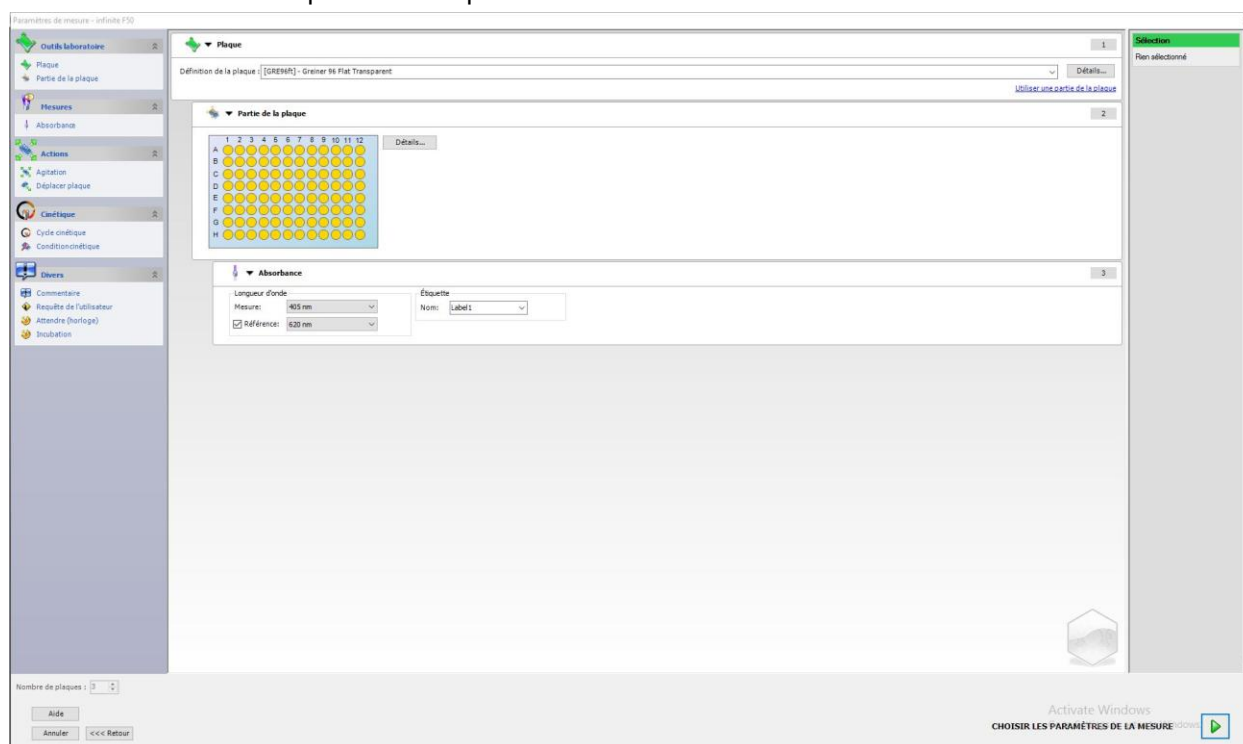 Paramètres de mesure - infinite F50
Outils laboratoire
Plaque
Partie de la plaque
Mesures
Absorbance
Actions
Agitation
Déplacer plaque
Cinétique
Cycle cinétique
Condition cinétique
Divers
Commentaire
Requête de l'utilisateur
Attendre (horloge)
Incubation
Plaque
1
Définition de la plaque : [GRE96ft] - Greiner 96 Flat Transparent
Détails...
Utiliser une partie de la plaque
Partie de la plaque
2
1 2 3 4 5 6 7 8 9 10 11 12
Détails...
A
B
C
D
E
F
G
H
Absorbance
3
Longueur d'onde
Mesure: 405 nm
Référence: 620 nm
Étiquette
Nom: Label1
Sélection
Rien sélectionné
Nombre de plaques : 3
Aide
Annuler
<<< Retour
Activate Windows
CHOISIR LES PARAMÈTRES DE LA MESURE